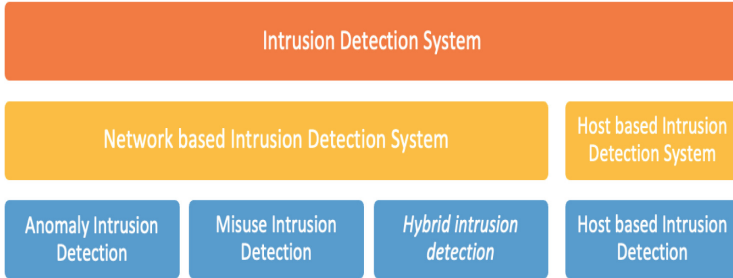 Intrusion Detection System
Network based Intrusion Detection System
Host based Intrusion
Detection System
Anomaly Intrusion
Detection
Misuse Intrusion
Detection
Hybrid intrusion
detection
Host based Intrusion
Detection